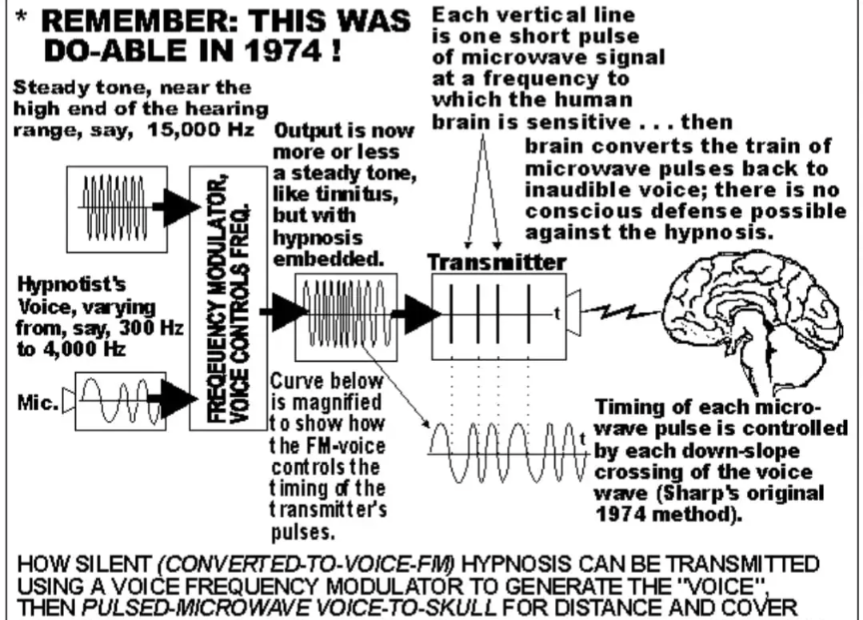 * REMEMBER: THIS WAS
DO-ABLE IN 1974 !
Each vertical line
is one short pulse
of microwave signal
at a frequency to
which the human
brain is sensitive . . . then
brain converts the train of
microwave pulses back to
inaudible voice; there is no
conscious defense possible
against the hypnosis.
Steady tone, near the
high end of the hearing
range, say, 15,000 Hz
Output is now
more or less
a steady tone,
like tinnitus,
but with
hypnosis
embedded.
FREQEUENCY MODULATOR,
VOICE CONTROLS FREQ.
Transmitter
t
Hypnotist's
Voice, varying
from, say, 300 Hz
to 4,000 Hz
Mic.
Curve below
is magnified
to show how
the FM-voice
controls the
timing of the
transmitter's
pulses.
t
Timing of each micro-
wave pulse is controlled
by each down-slope
crossing of the voice
wave (Sharp's original
1974 method).
HOW SILENT (CONVERTED-TO-VOICE-FM) HYPNOSIS CAN BE TRANSMITTED
USING A VOICE FREQUENCY MODULATOR TO GENERATE THE "VOICE",
THEN PULSED-MICROWAVE VOICE-TO-SKULL FOR DISTANCE AND COVER